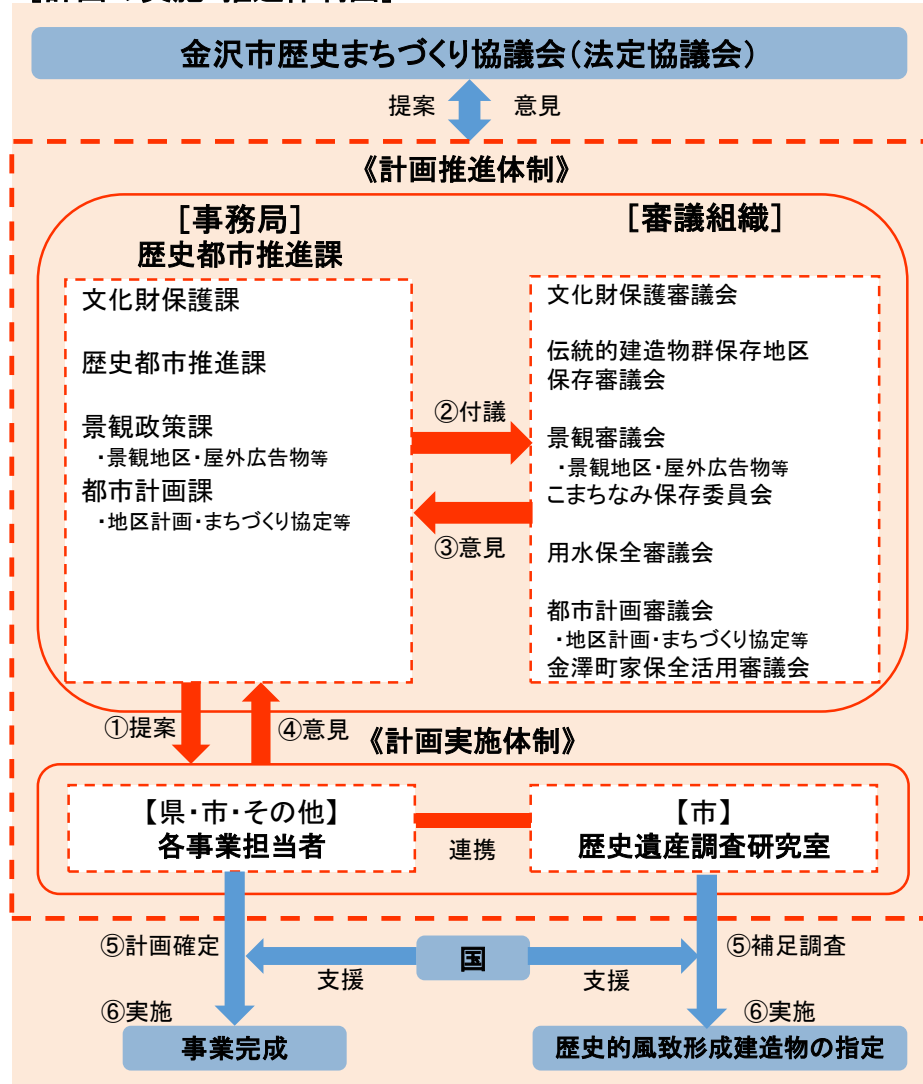 金沢市歴史まちづくり協議会（法定協議会）
提案
意見
《計画推進体制》
［事務局］
歴史都市推進課
文化財保護課
歴史都市推進課
景観政策課
・景観地区・屋外広告物等
都市計画課
・地区計画・まちづくり協定等
②付議
③意見
［審議組織］
文化財保護審議会
伝統的建造物群保存地区
保存審議会
景観審議会
・景観地区・屋外広告物等
こまちなみ保存委員会
用水保全審議会
都市計画審議会
・地区計画・まちづくり協定等
金澤町家保全活用審議会
①提案
④意見
《計画実施体制》
【県・市・その他】
各事業担当者
連携
【市】
歴史遺産調査研究室
⑤計画確定
支援
国
支援
⑤補足調査
⑥実施
⑥実施
事業完成
歴史的風致形成建造物の指定